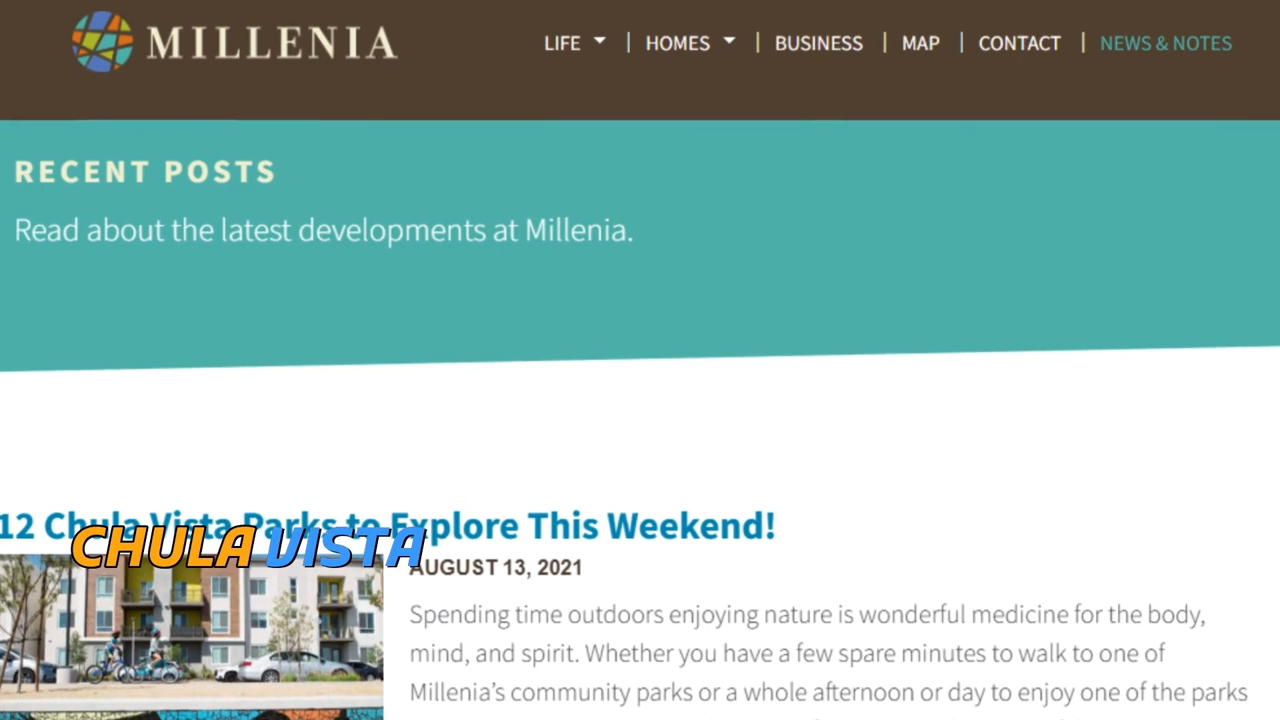 MILLENIA
LIFE | HOMES | BUSINESS | MAP | CONTACT | NEWS & NOTES
RECENT POSTS
Read about the latest developments at Millenia.
12 Chula Vista Parks to Explore This Weekend!
CHULA VISTA
AUGUST 13, 2021
Spending time outdoors enjoying nature is wonderful medicine for the body,
mind, and spirit. Whether you have a few spare minutes to walk to one of
Millenia’s community parks or a whole afternoon or day to enjoy one of the parks